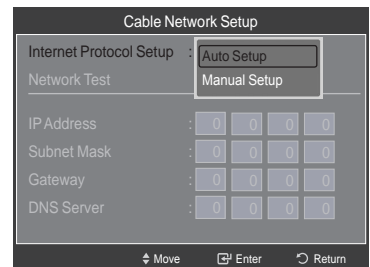 Cable Network Setup
Internet Protocol Setup : Auto Setup
Manual Setup
Network Test
IP Address : 0 0 0 0
Subnet Mask : 0 0 0 0
Gateway : 0 0 0 0
DNS Server : 0 0 0 0
Move Enter Return